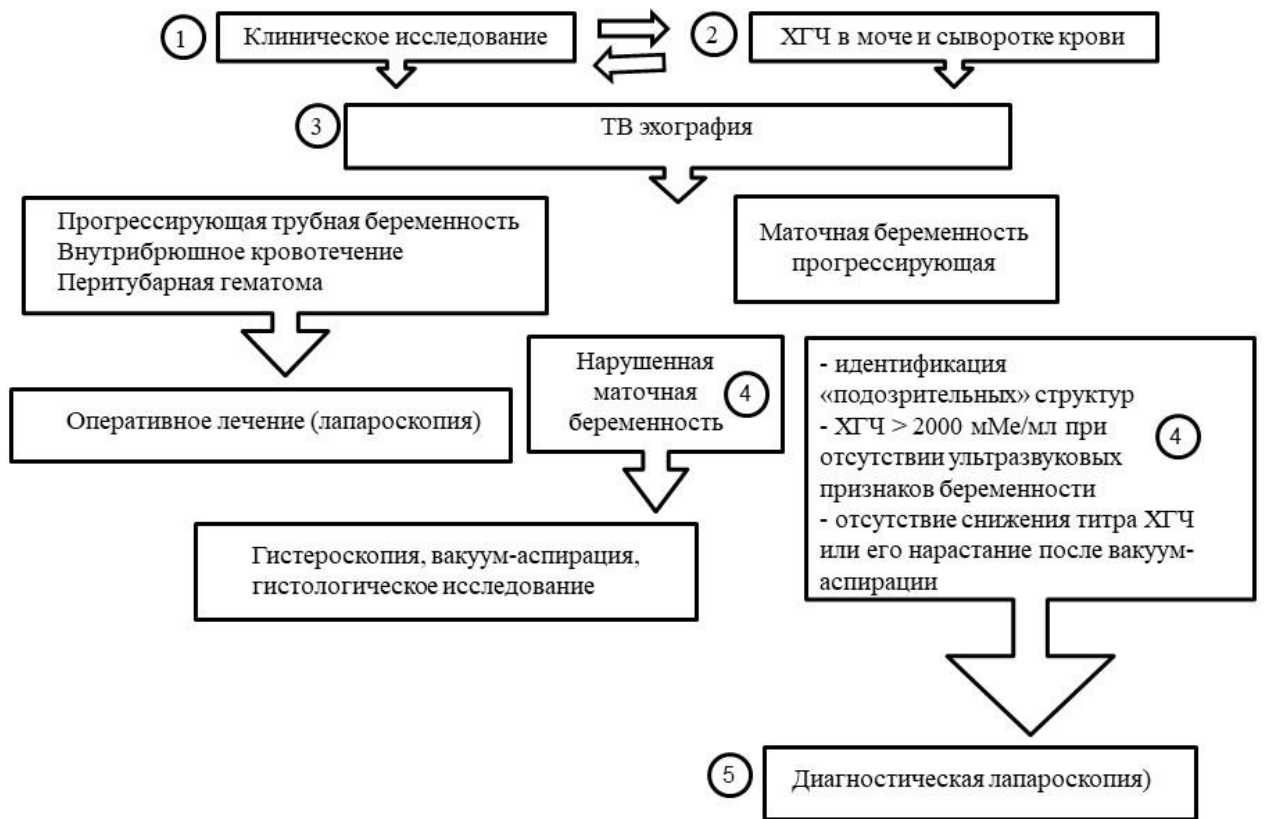 1
Клиническое исследование
2
ХГЧ в моче и сыворотке крови
3
ТВ эхография
Прогрессирующая трубная беременность
Внутрибрюшное кровотечение
Перитубарная гематома
Маточная беременность
прогрессирующая
Оперативное лечение (лапароскопия)
Нарушенная
маточная
беременность
4
- идентификация
«подозрительных» структур
- ХГЧ > 2000 мМе/мл при
отсутствии ультразвуковых
признаков беременности
- отсутствие снижения титра ХГЧ
или его нарастание после вакуум-
аспирации
4
Гистероскопия, вакуум-аспирация,
гистологическое исследование
5
Диагностическая лапароскопия)